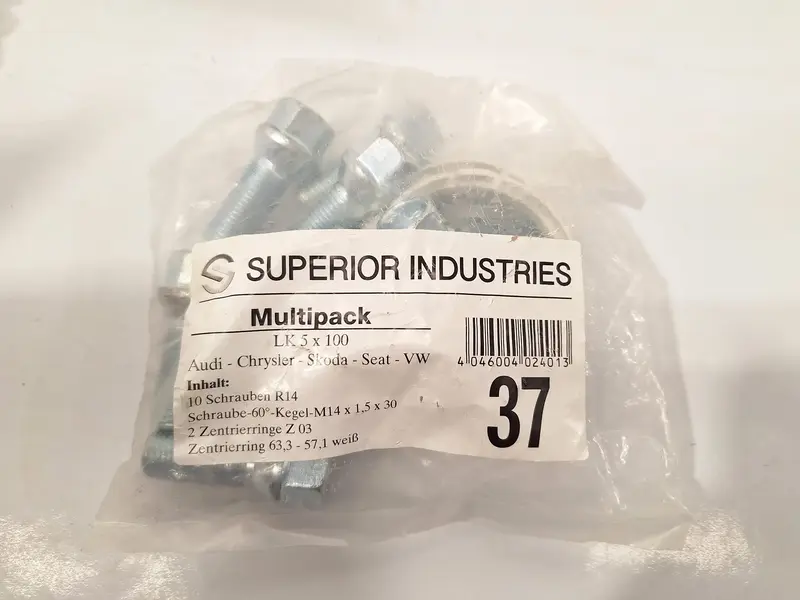 SUPERIOR INDUSTRIES
Multipack
LK 5 x 100
Audi - Chrysler - Skoda - Seat - VW
Inhalt:
10 Schrauben R14
Schraube-60°-Kegel-M14 x 1,5 x 30
2 Zentrierringe Z 03
Zentrierring 63,3 - 57,1 weiß
4 046004 024013
37